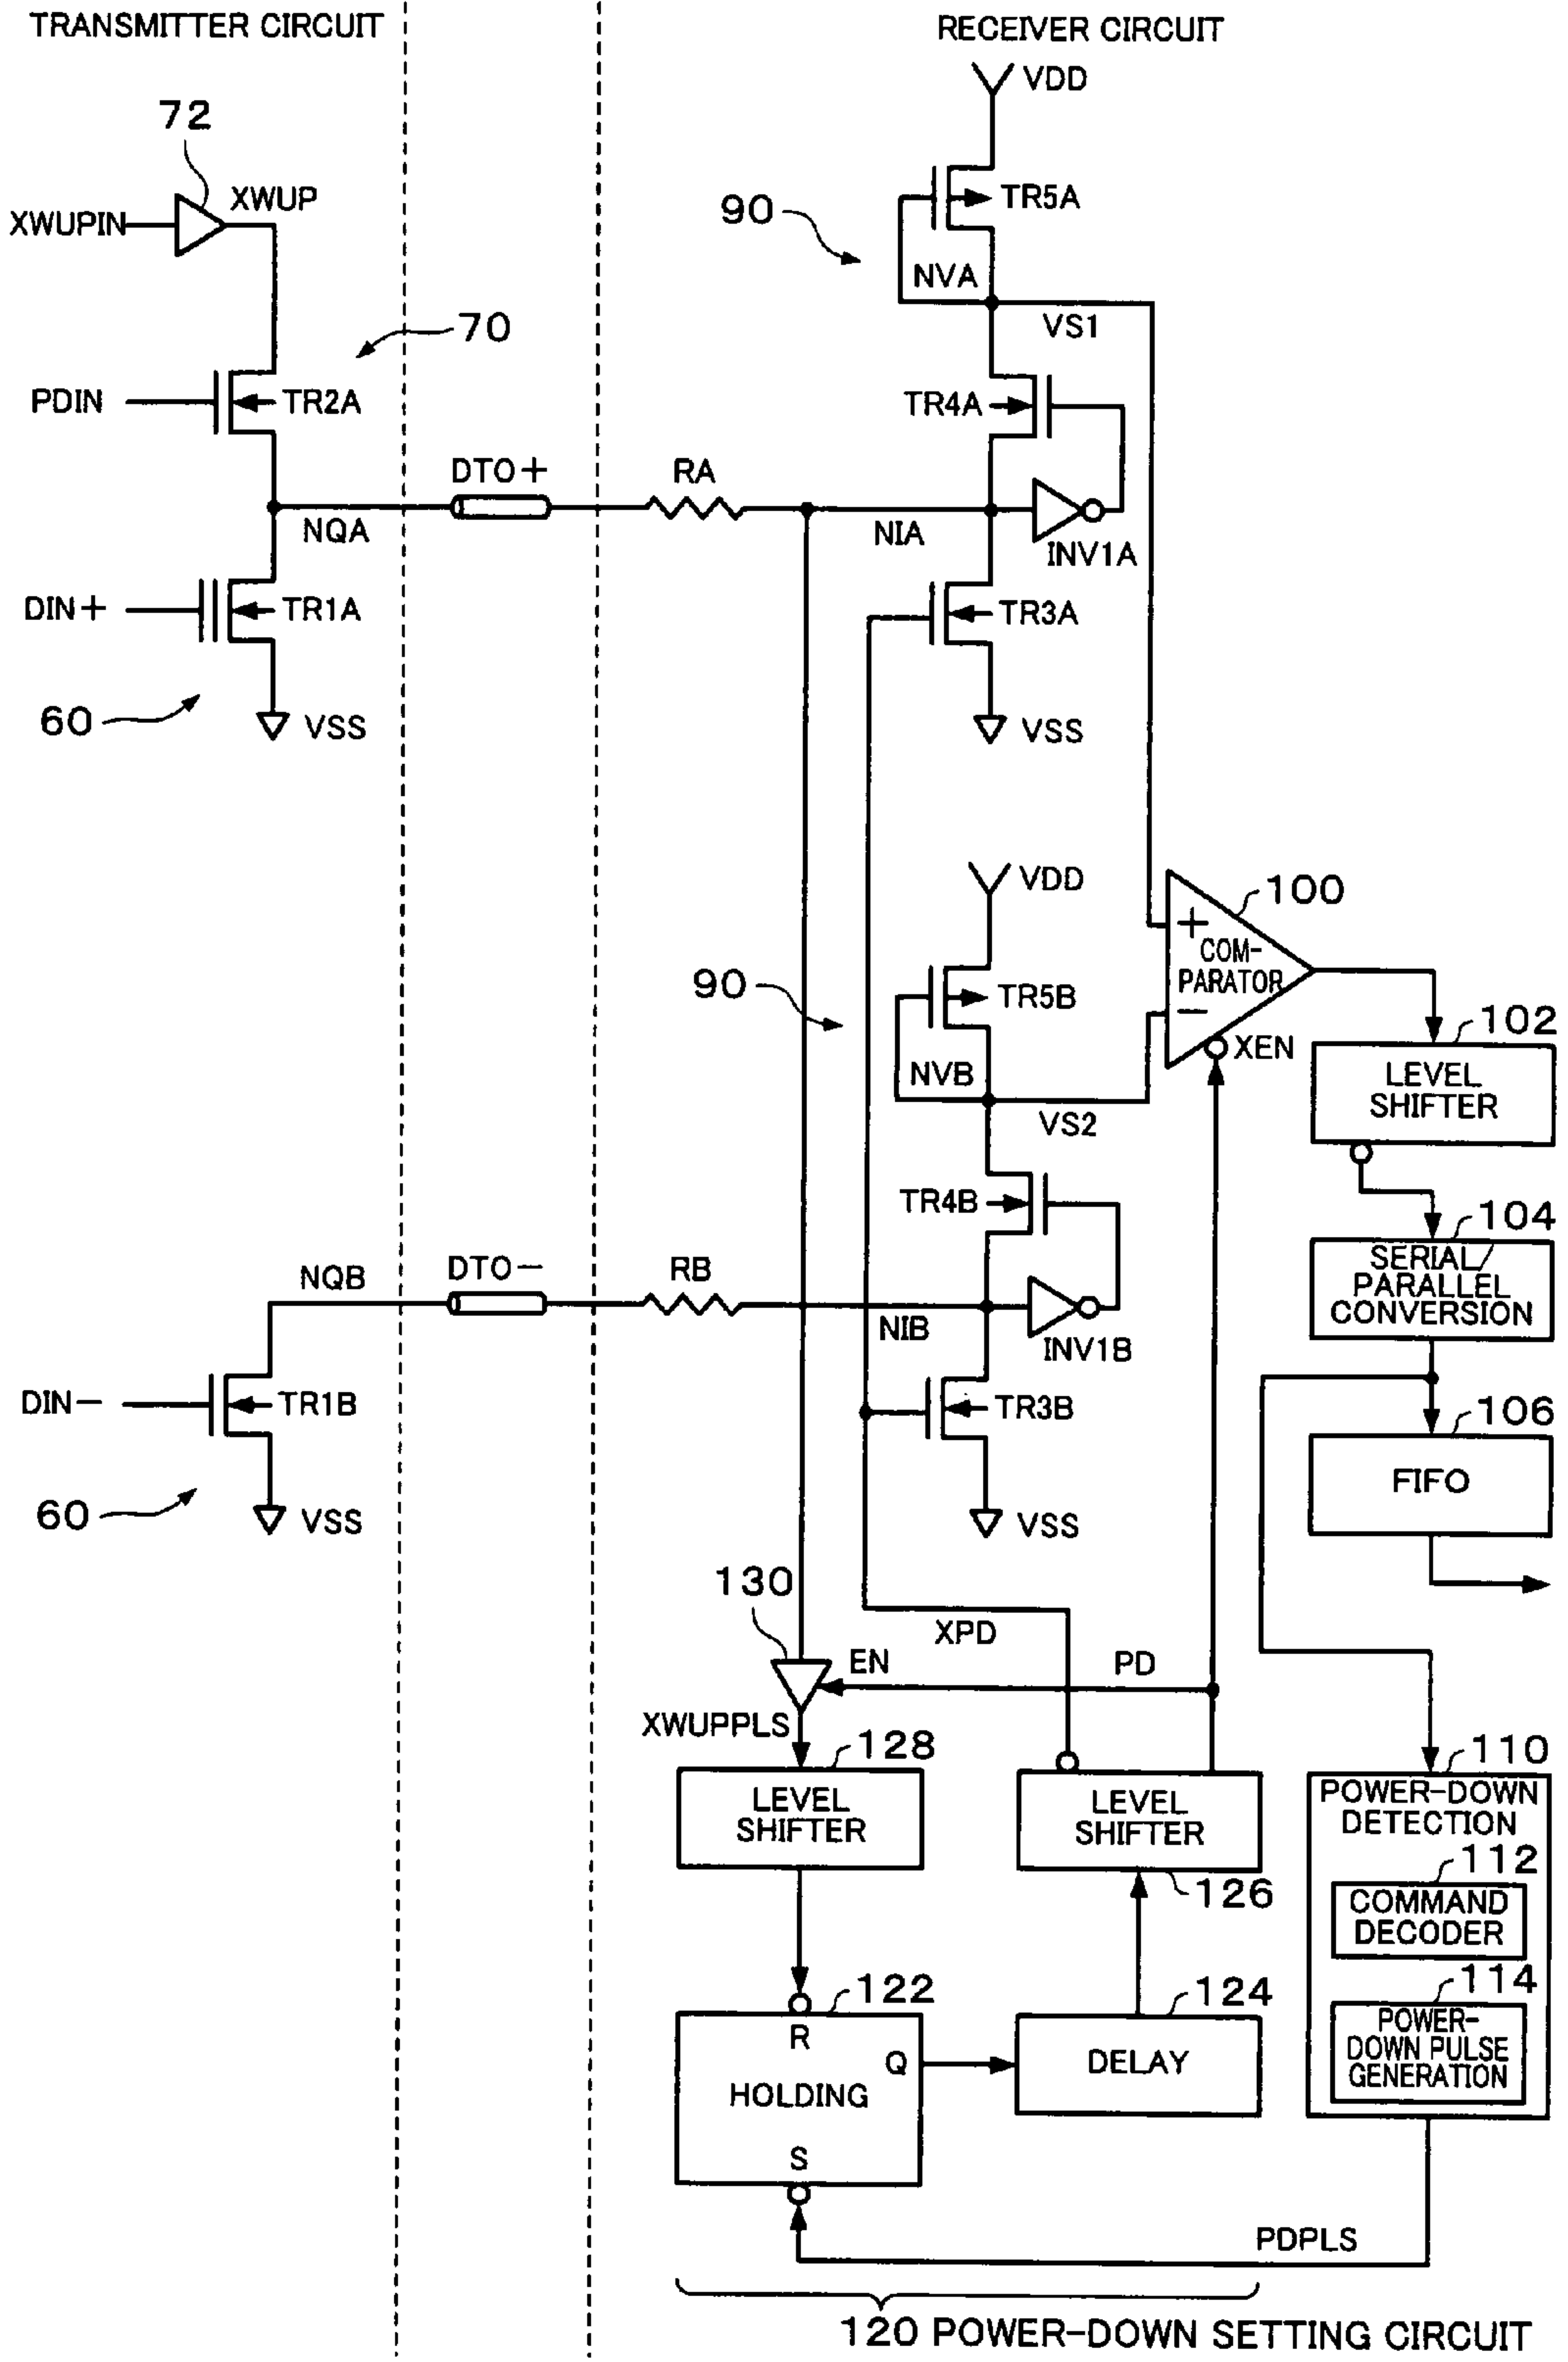 TRANSMITTER CIRCUIT
RECEIVER CIRCUIT
VDD
72
XWUP
XWUPIN
TR5A
90
NVA
VS1
70
PDIN
TR2A
TR4A
DTO+
RA
NQA
NIA
INV1A
DIN+
TR1A
TR3A
60
VSS
VSS
VDD
100
+
COM-
PARATOR
−
90
TR5B
102
XEN
NVB
LEVEL
SHIFTER
VS2
TR4B
104
SERIAL/
PARALLEL
CONVERSION
DTO−
RB
NQB
NIB
INV1B
DIN−
TR1B
TR3B
106
FIFO
60
VSS
VSS
130
XPD
EN
PD
XWUPPLS
128
LEVEL
SHIFTER
LEVEL
SHIFTER
126
110
POWER-DOWN
DETECTION
112
COMMAND
DECODER
114
POWER-
DOWN PULSE
GENERATION
122
R
Q
HOLDING
S
124
DELAY
PDPLS
120 POWER-DOWN SETTING CIRCUIT